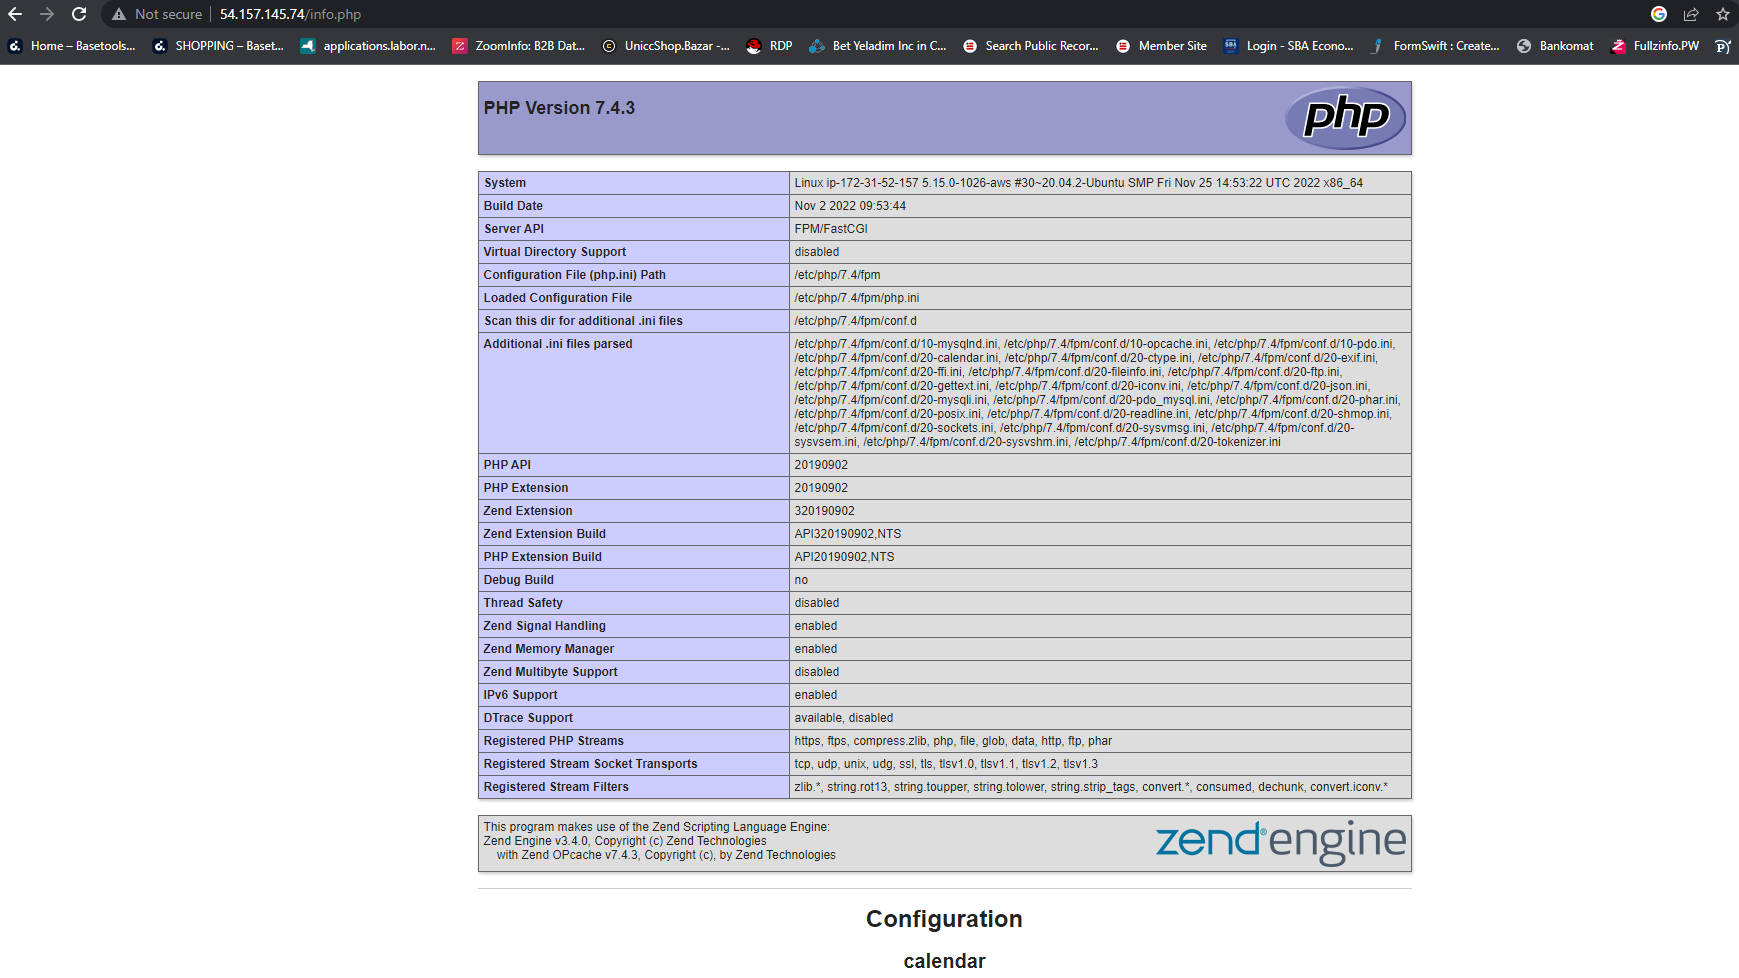 Not secure | 54.157.145.74/info.php
Home – Basetools... SHOPPING – Baset... applications.labor.n... ZoomInfo: B2B Dat... UniccShop.Bazar -... RDP Bet Yeladim Inc in C... Search Public Recor... Member Site Login - SBA Econo... FormSwift : Create... Bankomat Fullzinfo.PW
PHP Version 7.4.3
php
System Linux ip-172-31-52-157 5.15.0-1026-aws #30~20.04.2-Ubuntu SMP Fri Nov 25 14:53:22 UTC 2022 x86_64
Build Date Nov 2 2022 09:53:44
Server API FPM/FastCGI
Virtual Directory Support disabled
Configuration File (php.ini) Path /etc/php/7.4/fpm
Loaded Configuration File /etc/php/7.4/fpm/php.ini
Scan this dir for additional .ini files /etc/php/7.4/fpm/conf.d
Additional .ini files parsed /etc/php/7.4/fpm/conf.d/10-mysqlnd.ini, /etc/php/7.4/fpm/conf.d/10-opcache.ini, /etc/php/7.4/fpm/conf.d/10-pdo.ini,
/etc/php/7.4/fpm/conf.d/20-calendar.ini, /etc/php/7.4/fpm/conf.d/20-ctype.ini, /etc/php/7.4/fpm/conf.d/20-exif.ini,
/etc/php/7.4/fpm/conf.d/20-ffi.ini, /etc/php/7.4/fpm/conf.d/20-fileinfo.ini, /etc/php/7.4/fpm/conf.d/20-ftp.ini,
/etc/php/7.4/fpm/conf.d/20-gettext.ini, /etc/php/7.4/fpm/conf.d/20-iconv.ini, /etc/php/7.4/fpm/conf.d/20-json.ini,
/etc/php/7.4/fpm/conf.d/20-mysqli.ini, /etc/php/7.4/fpm/conf.d/20-pdo_mysql.ini, /etc/php/7.4/fpm/conf.d/20-phar.ini,
/etc/php/7.4/fpm/conf.d/20-posix.ini, /etc/php/7.4/fpm/conf.d/20-readline.ini, /etc/php/7.4/fpm/conf.d/20-shmop.ini,
/etc/php/7.4/fpm/conf.d/20-sockets.ini, /etc/php/7.4/fpm/conf.d/20-sysvmsg.ini, /etc/php/7.4/fpm/conf.d/20-
sysvsem.ini, /etc/php/7.4/fpm/conf.d/20-sysvshm.ini, /etc/php/7.4/fpm/conf.d/20-tokenizer.ini
PHP API 20190902
PHP Extension 20190902
Zend Extension 320190902
Zend Extension Build API320190902,NTS
PHP Extension Build API20190902,NTS
Debug Build no
Thread Safety disabled
Zend Signal Handling enabled
Zend Memory Manager enabled
Zend Multibyte Support disabled
IPv6 Support enabled
DTrace Support available, disabled
Registered PHP Streams https, ftps, compress.zlib, php, file, glob, data, http, ftp, phar
Registered Stream Socket Transports tcp, udp, unix, udg, ssl, tls, tlsv1.0, tlsv1.1, tlsv1.2, tlsv1.3
Registered Stream Filters zlib.*, string.rot13, string.toupper, string.tolower, string.strip_tags, convert.*, consumed, dechunk, convert.iconv.*
This program makes use of the Zend Scripting Language Engine:
Zend Engine v3.4.0, Copyright (c) Zend Technologies
with Zend OPcache v7.4.3, Copyright (c), by Zend Technologies
zend® engine
Configuration
calendar